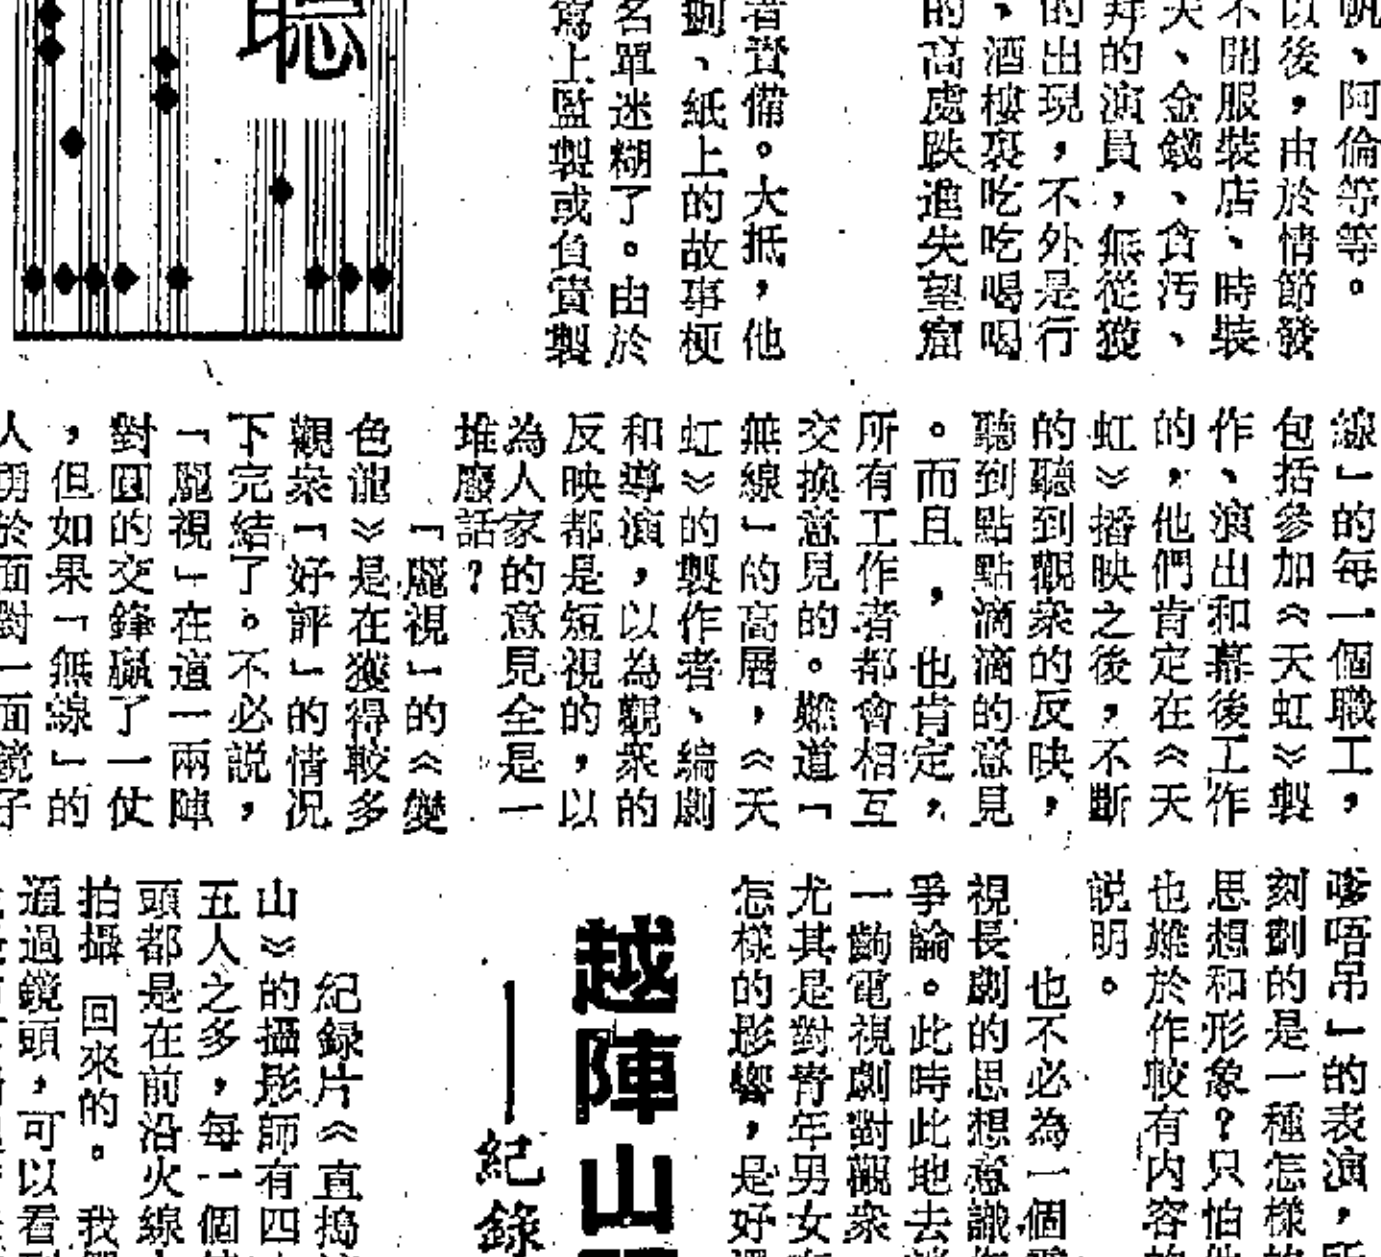 帆、阿倫等等。
以後，由於情節發
不開服裝店、時裝
夫、金錢、貪污、
拜的演員，無從獲
的出現，不外是行
、酒樓裏吃吃喝喝
的高處跌進失望窟
者責備。大抵，他
劃、紙上的故事梗
名單迷糊了。由於
寫上監製或負責製
聽
線」的每一個職工，
包括參加《天虹》製
作、演出和幕後工作
的，他們肯定在《天
虹》播映之後，不斷
的聽到觀衆的反映，
聽到點點滴滴的意見
。而且，也肯定，
所有工作者都會相互
交換意見的。難道「
無線」的高層，《天
虹》的製作者、編劇
和導演，以為觀衆的
反映都是短視的，以
為人家的意見全是一
堆廢話？
「麗視」的《變
色龍》是在獲得較多
觀衆「好評」的情況
下完結了。不必説，
「麗視」在這一兩陣
對圓的交鋒贏了一仗
，但如果「無線」的
人勇於面對一面鏡子
嗲唔吊」的表演，所
刻劃的是一種怎樣的
思想和形象？只怕他
也難於作較有內容的
説明。
也不必為一個
視長劇的思想意識
爭論。此時此地去
一齣電視劇對觀衆
尤其是對青年男女
怎樣的影響，是好
越陣山
——紀錄
紀録片《直搗
山》的攝影師有四
五人之多，每一個
頭都是在前沿火線
拍攝回來的。我
通過鏡頭，可以看